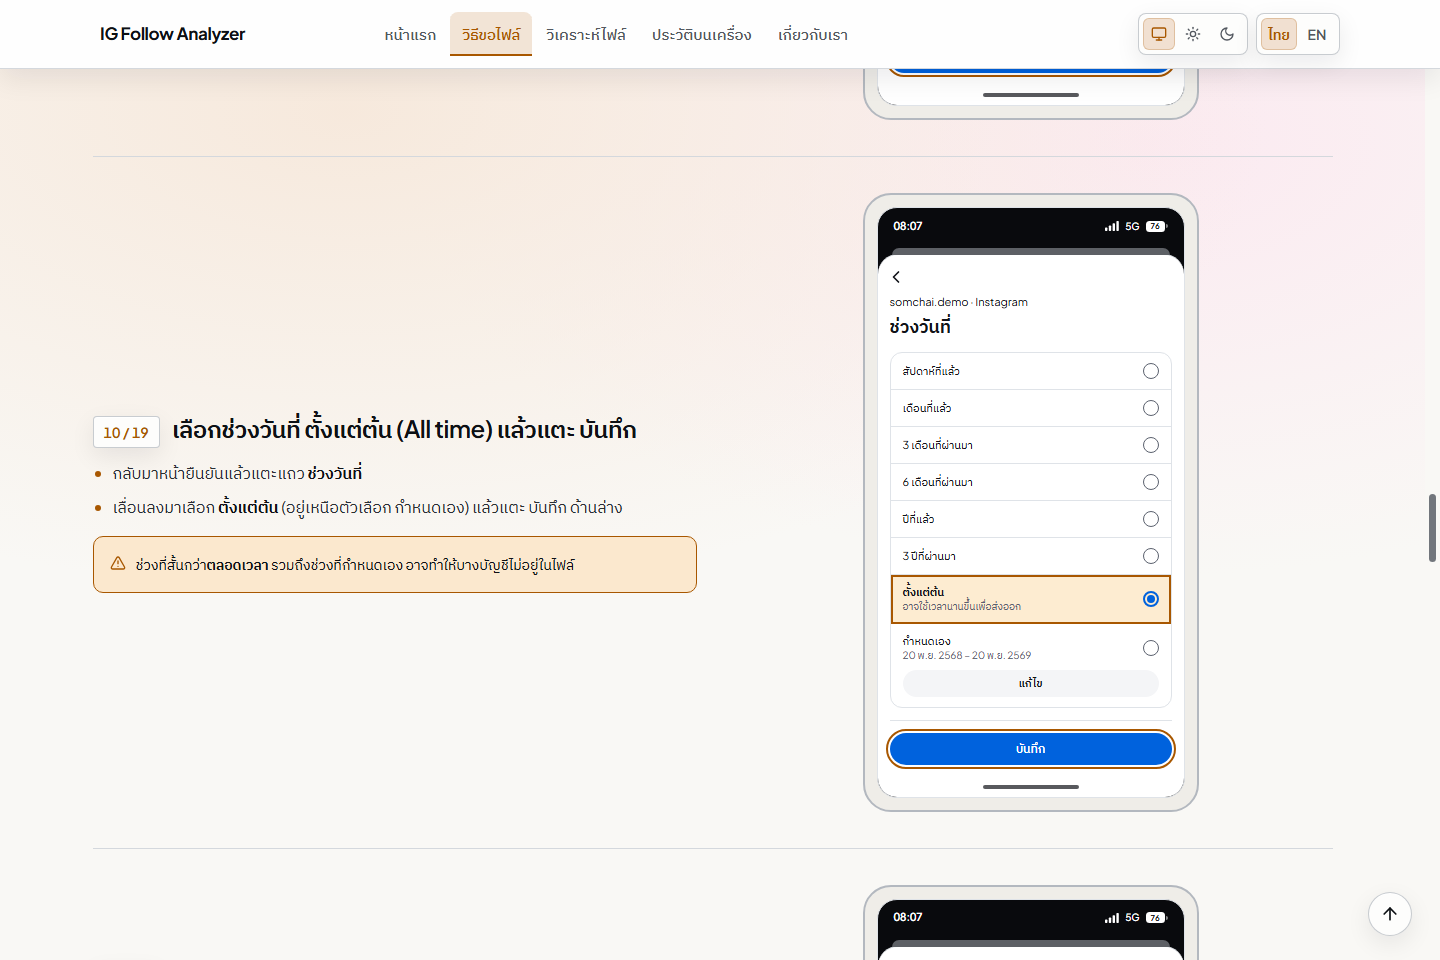 IG Follow Analyzer
หน้าแรก
วิธีขอไฟล์
วิเคราะห์ไฟล์
ประวัติบนเครื่อง
เกี่ยวกับเรา
ไทย
EN
10 / 19
เลือกช่วงวันที่ ตั้งแต่ต้น (All time) แล้วแตะ บันทึก
กลับมาหน้ายืนยันแล้วแตะแถว ช่วงวันที่
เลื่อนลงมาเลือก ตั้งแต่ต้น (อยู่เหนือตัวเลือก กำหนดเอง) แล้วแตะ บันทึก ด้านล่าง
ช่วงที่สั้นกว่าตลอดเวลา รวมถึงช่วงที่กำหนดเอง อาจทำให้บางบัญชีไม่อยู่ในไฟล์
08:07
5G
76
somchai.demo · Instagram
ช่วงวันที่
สัปดาห์ที่แล้ว
เดือนที่แล้ว
3 เดือนที่ผ่านมา
6 เดือนที่ผ่านมา
ปีที่แล้ว
3 ปีที่ผ่านมา
ตั้งแต่ต้น
อาจใช้เวลานานขึ้นเพื่อส่งออก
กำหนดเอง
20 พ.ย. 2568 – 20 พ.ย. 2569
แก้ไข
บันทึก
08:07
5G
76